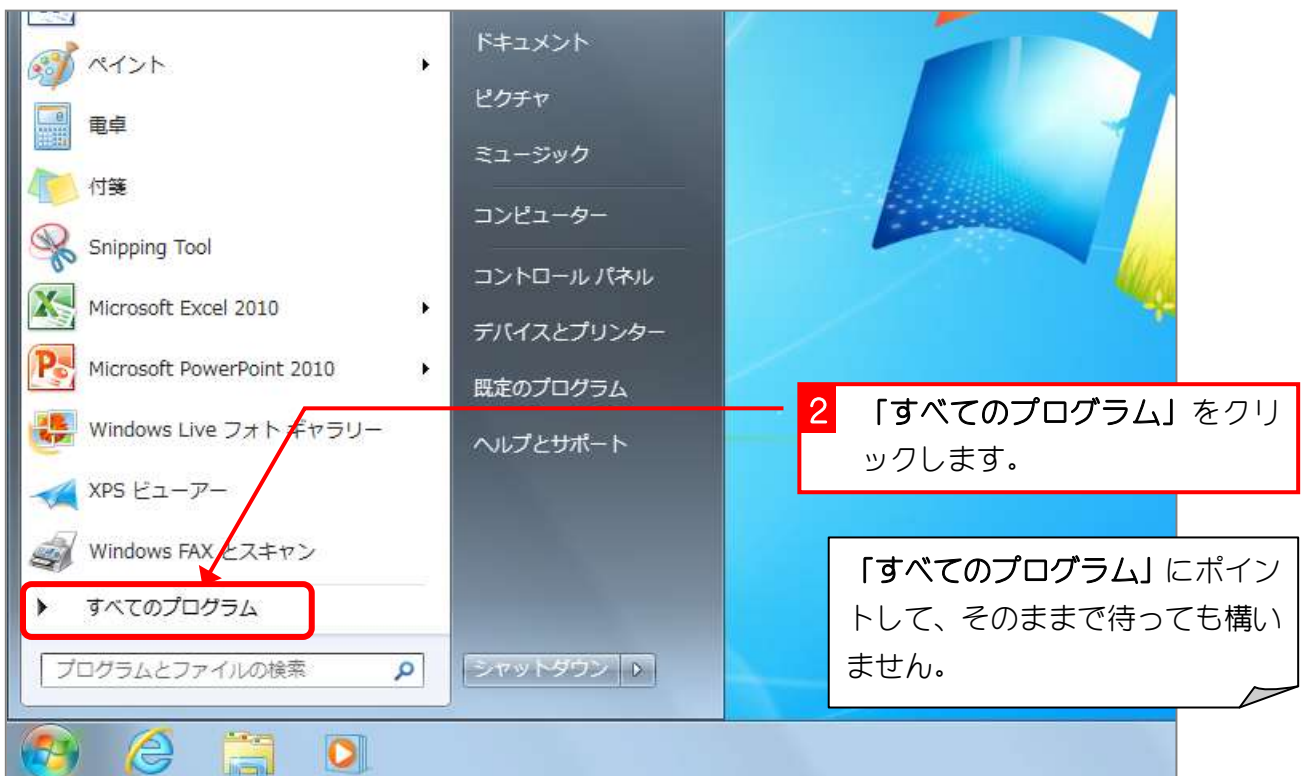 ペイント
電卓
付箋
Snipping Tool
Microsoft Excel 2010
Microsoft PowerPoint 2010
Windows Live フォト ギャラリー
XPS ビューアー
Windows FAX とスキャン
すべてのプログラム
プログラムとファイルの検索
ドキュメント
ピクチャ
ミュージック
コンピューター
コントロール パネル
デバイスとプリンター
既定のプログラム
ヘルプとサポート
シャットダウン
2 「すべてのプログラム」をクリ
ックします。
「すべてのプログラム」にポイン
トして、そのままで待っても構い
ません。